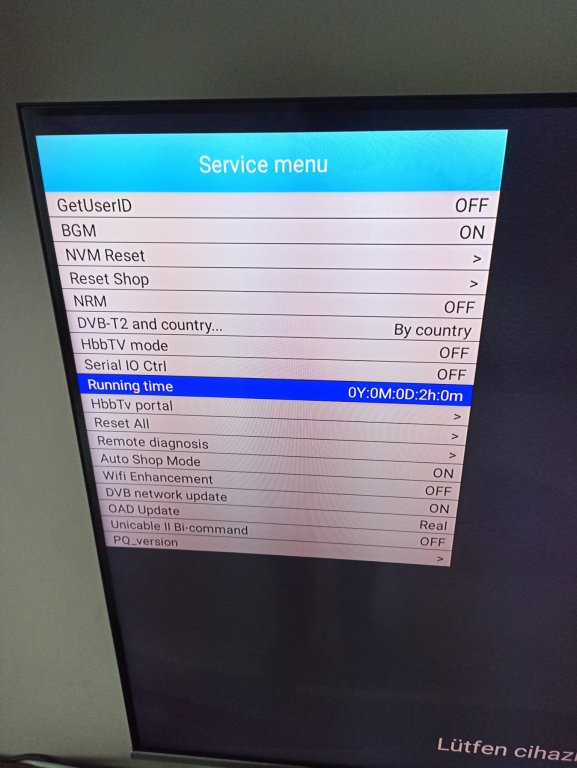 Service menu
GetUserID OFF
BGM ON
NVM Reset >
Reset Shop >
NRM OFF
DVB-T2 and country... By country
HbbTV mode OFF
Serial IO Ctrl OFF
Running time 0Y:0M:0D:2h:0m
HbbTv portal >
Reset All >
Remote diagnosis >
Auto Shop Mode ON
Wifi Enhancement OFF
DVB network update ON
OAD Update Real
Unicable II Bi-command OFF
PQ_version >
Lütfen